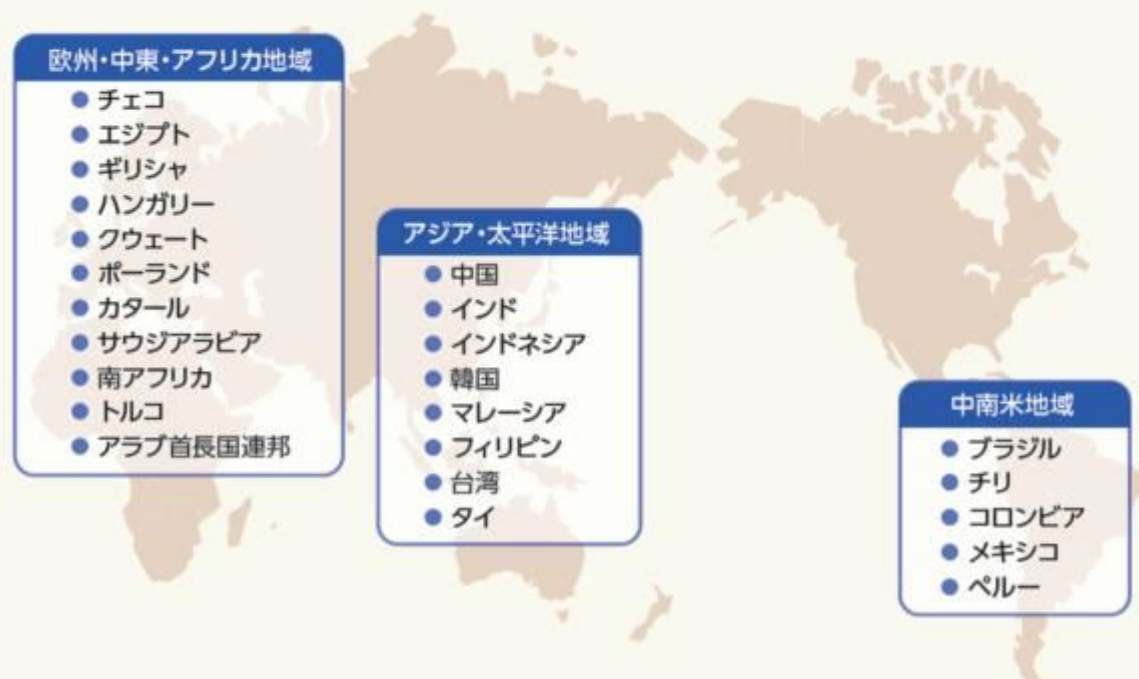 欧州・中東・アフリカ地域
● チェコ
● エジプト
● ギリシャ
● ハンガリー
● クウェート
● ポーランド
● カタール
● サウジアラビア
● 南アフリカ
● トルコ
● アラブ首長国連邦
アジア・太平洋地域
● 中国
● インド
● インドネシア
● 韓国
● マレーシア
● フィリピン
● 台湾
● タイ
中南米地域
● ブラジル
● チリ
● コロンビア
● メキシコ
● ペルー